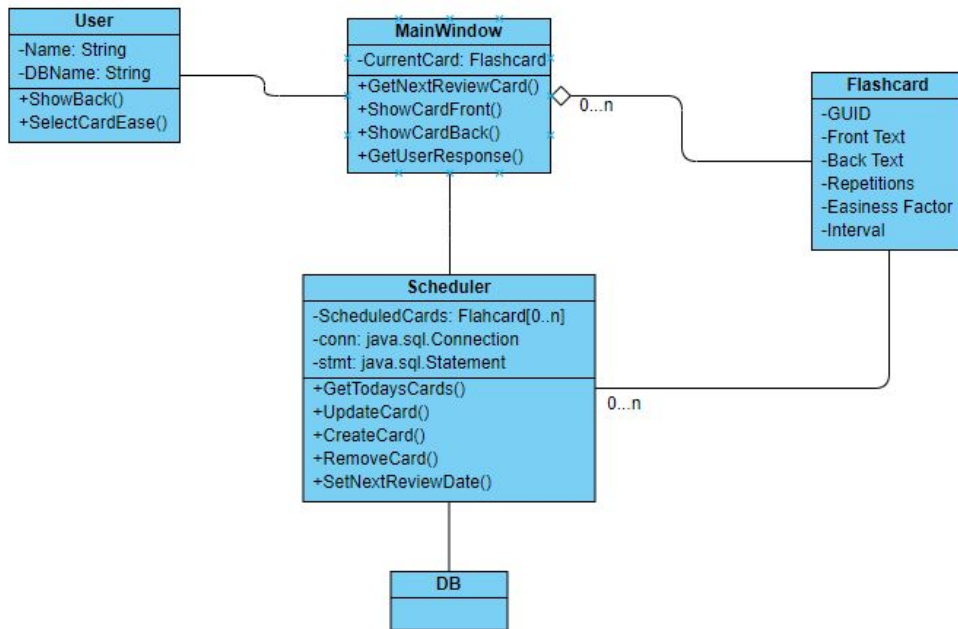 User
-Name: String
-DBName: String
+ShowBack()
+SelectCardEase()
MainWindow
-CurrentCard: Flashcard
+GetNextReviewCard()
+ShowCardFront()
+ShowCardBack()
+GetUserResponse()
0...n
Flashcard
-GUID
-Front Text
-Back Text
-Repetitions
-Easiness Factor
-Interval
Scheduler
-ScheduledCards: Flahcard[0..n]
-conn: java.sql.Connection
-stmt: java.sql.Statement
+GetTodaysCards()
+UpdateCard()
+CreateCard()
+RemoveCard()
+SetNextReviewDate()
0...n
DB